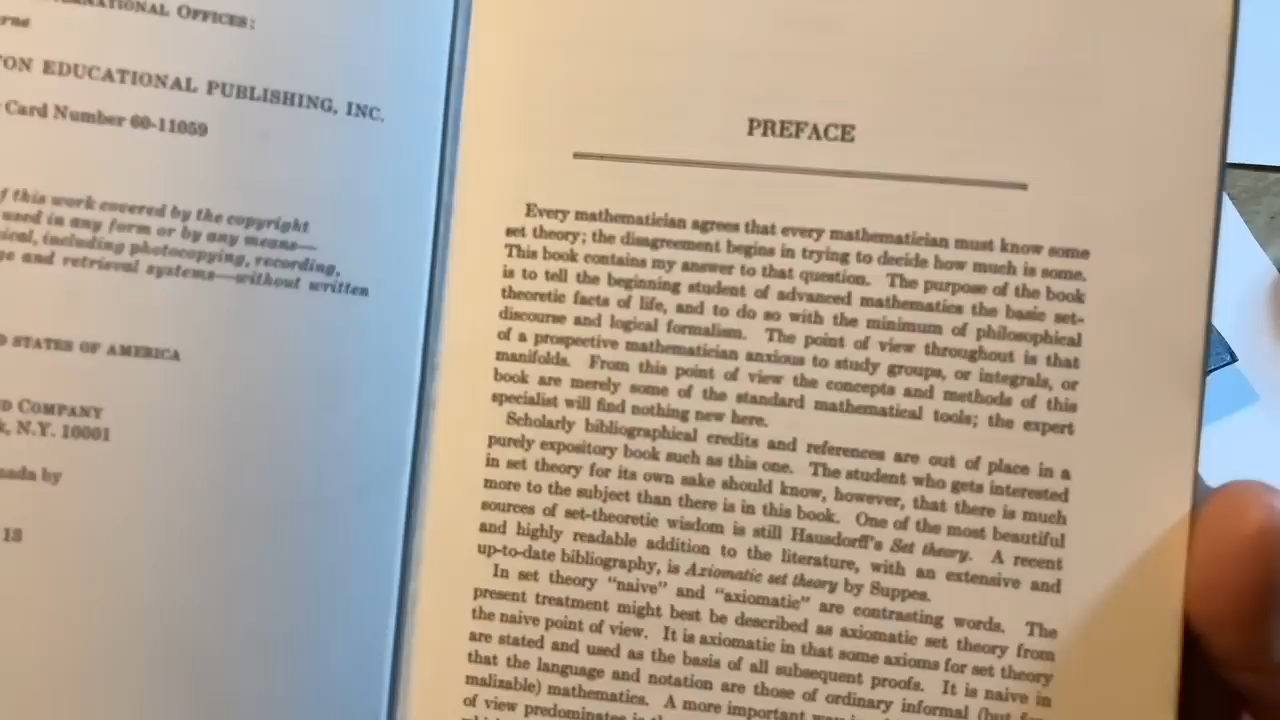 ERNATIONAL OFFICES:
ON EDUCATIONAL PUBLISHING, INC.
Card Number 60-11059
f this work covered by the copyright
used in any form or by any means—
ical, including photocopying, recording,
ge and retrieval systems—without written
D STATES OF AMERICA
D COMPANY
k, N.Y. 10001
nada by
13
PREFACE
Every mathematician agrees that every mathematician must know some
set theory; the disagreement begins in trying to decide how much is some.
This book contains my answer to that question. The purpose of the book
is to tell the beginning student of advanced mathematics the basic set-
theoretic facts of life, and to do so with the minimum of philosophical
discourse and logical formalism. The point of view throughout is that
of a prospective mathematician anxious to study groups, or integrals, or
manifolds. From this point of view the concepts and methods of this
book are merely some of the standard mathematical tools; the expert
specialist will find nothing new here.
Scholarly bibliographical credits and references are out of place in a
purely expository book such as this one. The student who gets interested
in set theory for its own sake should know, however, that there is much
more to the subject than there is in this book. One of the most beautiful
sources of set-theoretic wisdom is still Hausdorff's Set theory. A recent
and highly readable addition to the literature, with an extensive and
up-to-date bibliography, is Axiomatic set theory by Suppes.
In set theory "naive" and "axiomatic" are contrasting words. The
present treatment might best be described as axiomatic set theory from
the naive point of view. It is axiomatic in that some axioms for set theory
are stated and used as the basis of all subsequent proofs. It is naive in
that the language and notation are those of ordinary informal (but for-
malizable) mathematics. A more important way
of view predominates is